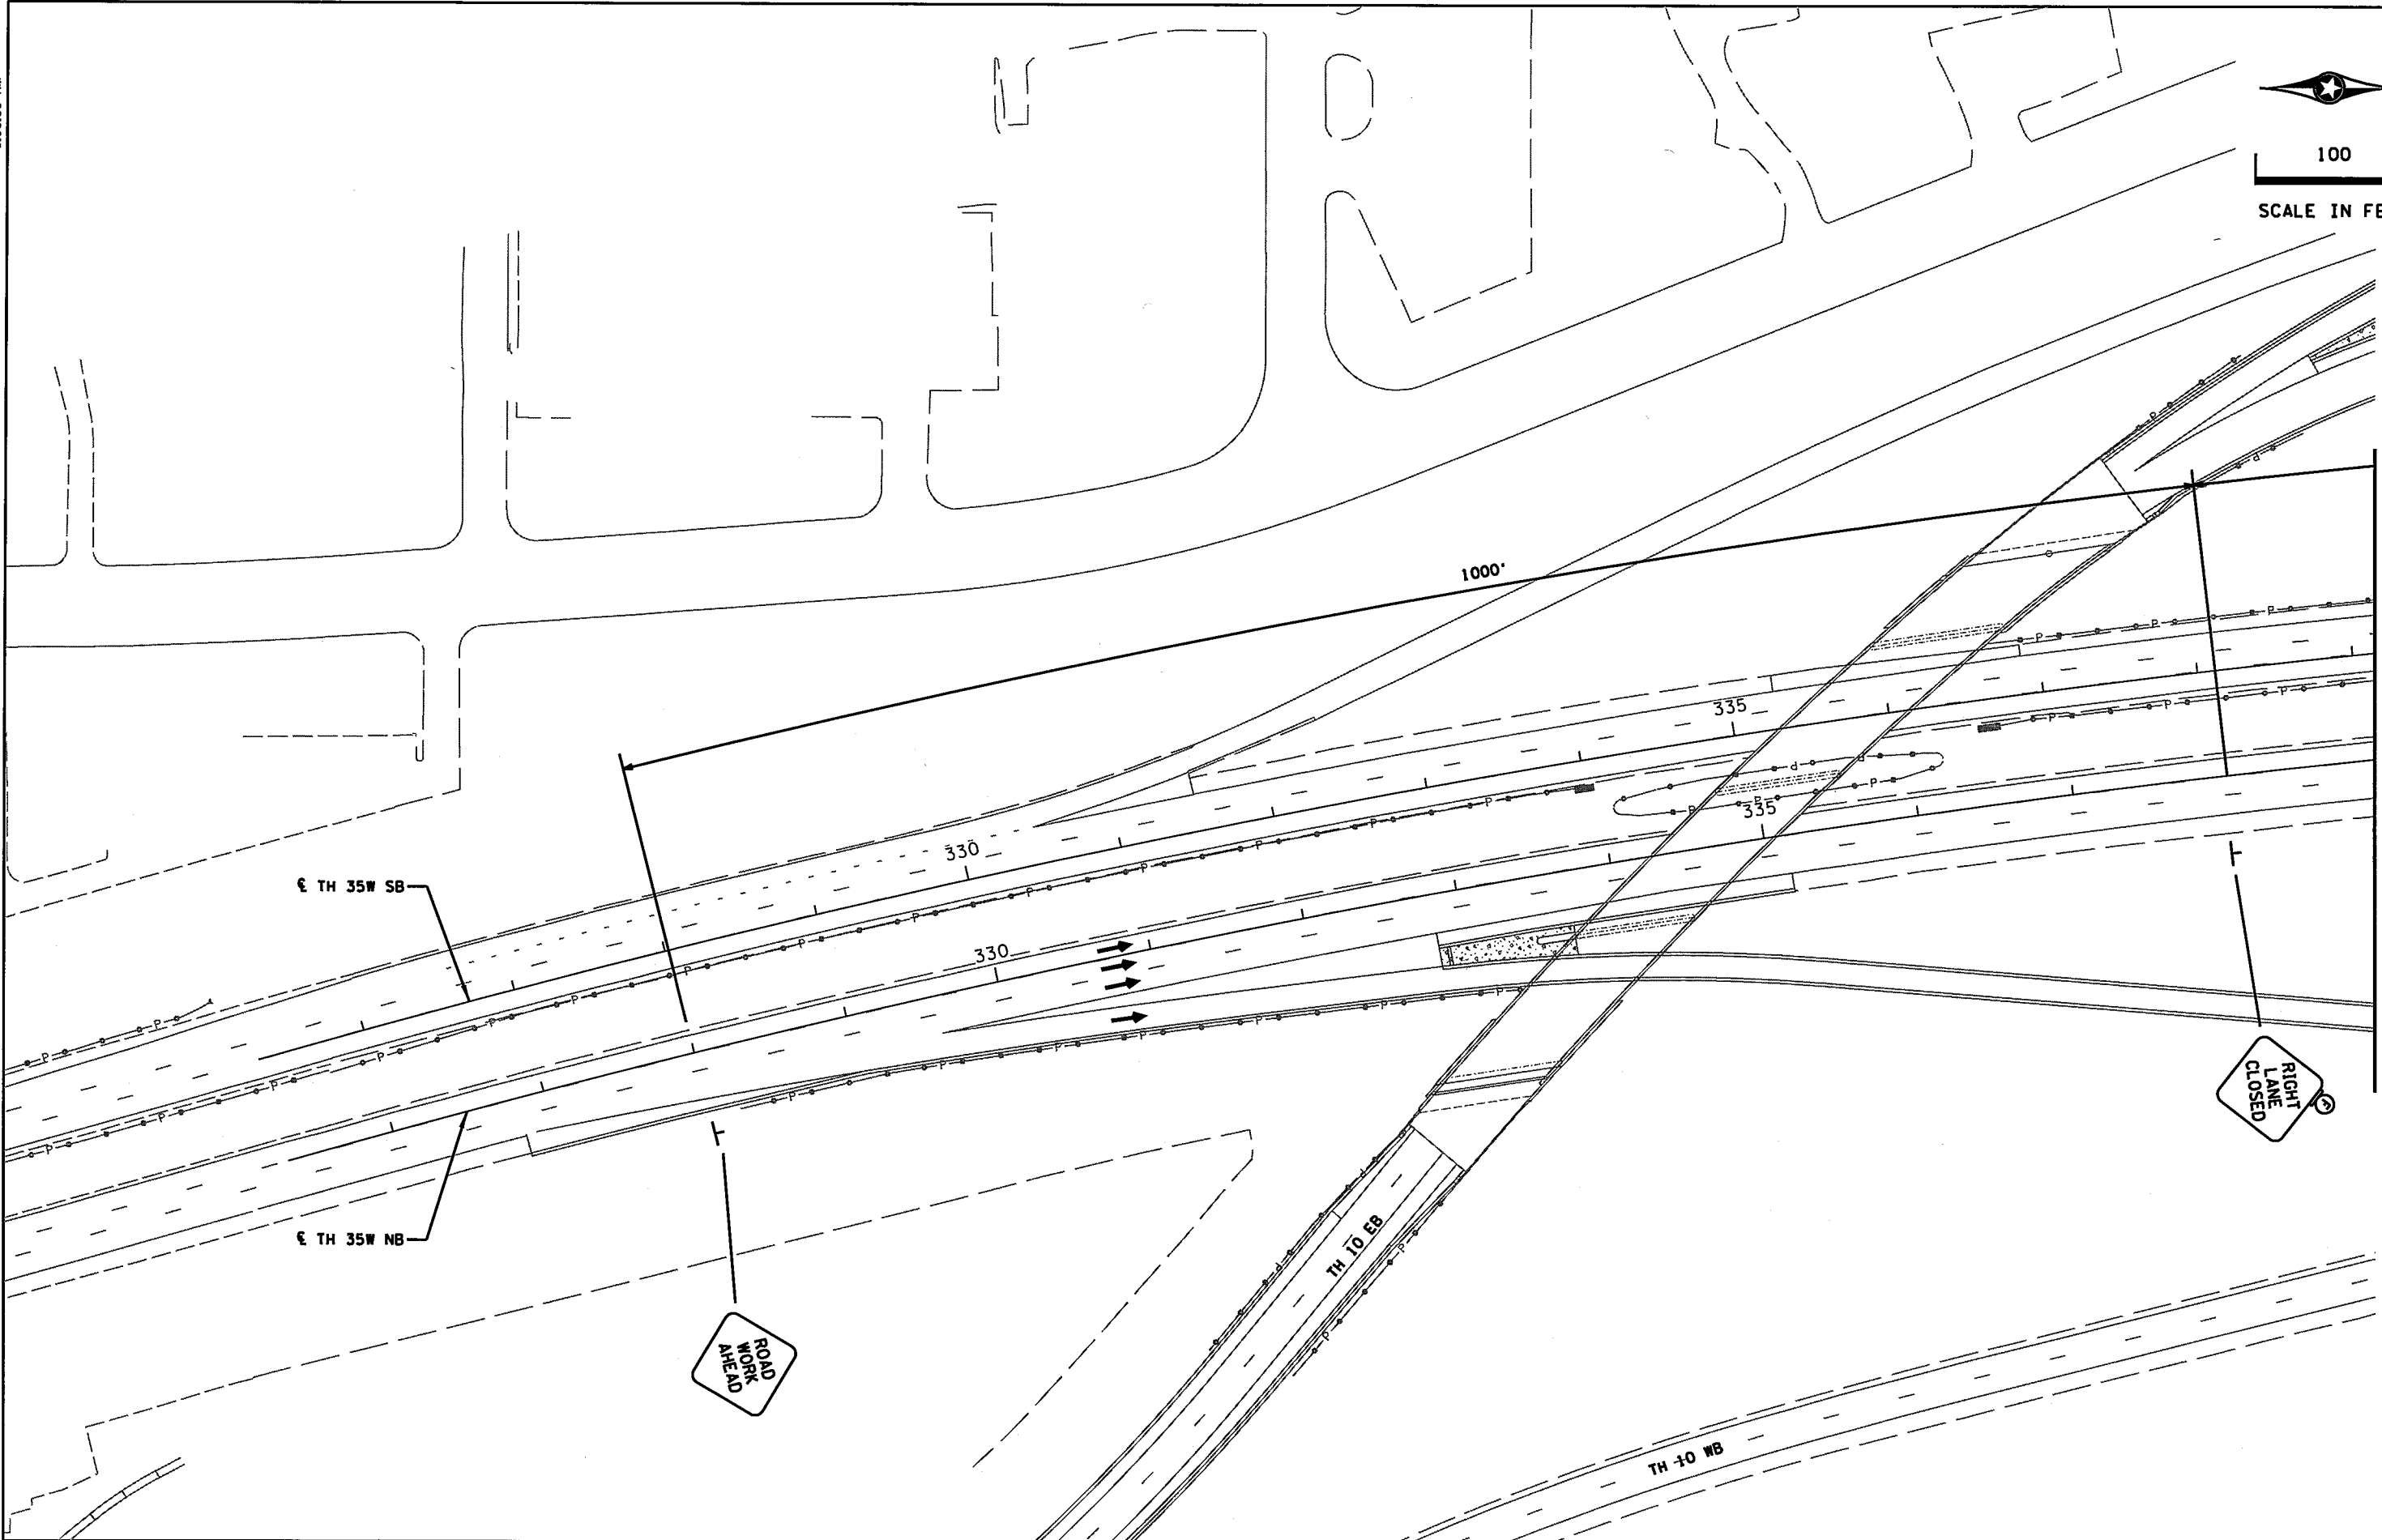 100
SCALE IN FE
1000'
335
335
330
330
℄ TH 35W SB
℄ TH 35W NB
RIGHT
LANE
CLOSED
ROAD
WORK
AHEAD
TH 10 EB
TH 10 WB